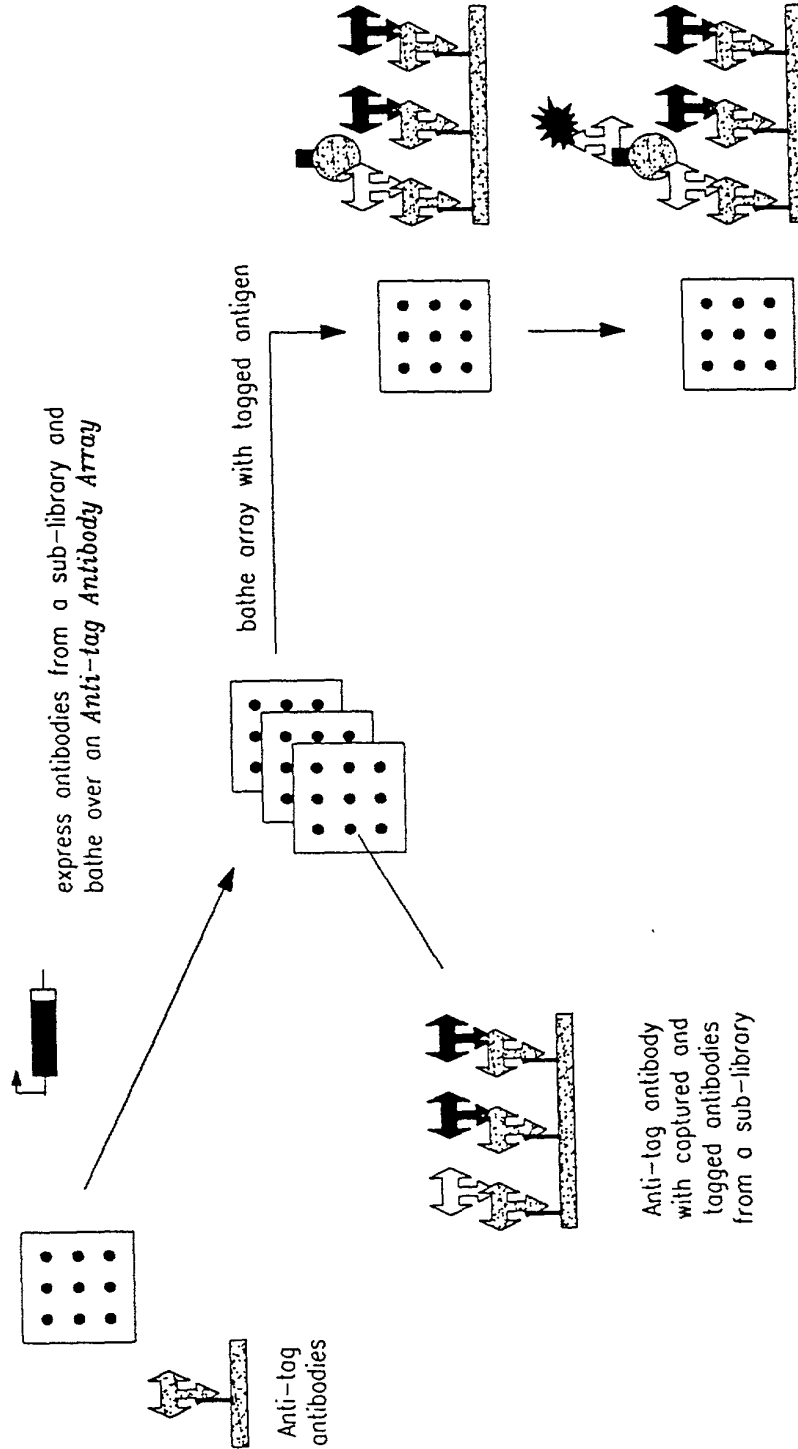 express antibodies from a sub-library and
bathe over an Anti-tag Antibody Array
Anti-tag
antibodies
bathe array with tagged antigen
Anti-tag antibody
with captured and
tagged antibodies
from a sub-library